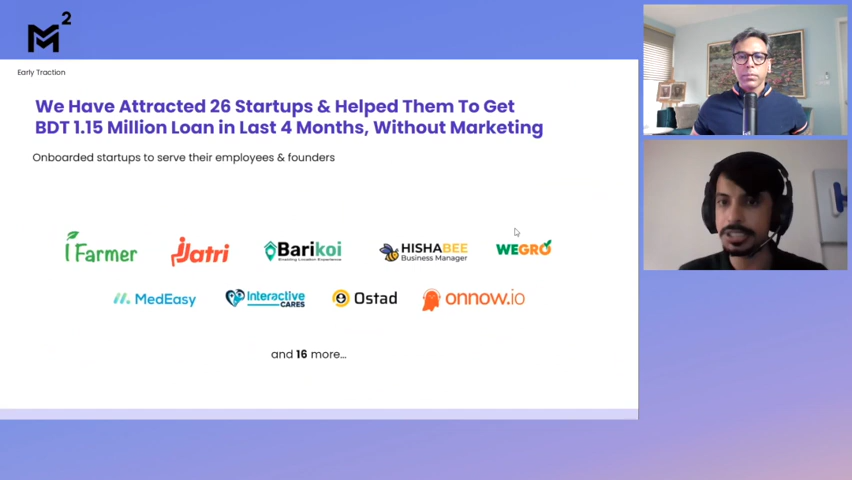 M2
Early Traction
We Have Attracted 26 Startups & Helped Them To Get
BDT 1.15 Million Loan in Last 4 Months, Without Marketing
Onboarded startups to serve their employees & founders
iFarmer
Jatri
Barikoi
HISHABEE
Business Manager
WEGRO
MedEasy
Interactive
CARES
Ostad
onnow.io
and 16 more...